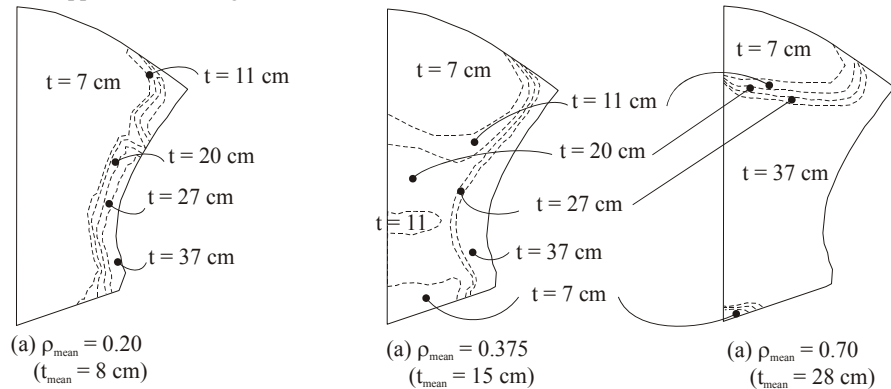 t = 7 cm
t = 11 cm
t = 20 cm
t = 27 cm
t = 37 cm
(a) ρmean = 0.20
(tmean = 8 cm)
t = 7 cm
t = 11 cm
t = 20 cm
t = 27 cm
t = 11
t = 37 cm
t = 7 cm
(a) ρmean = 0.375
(tmean = 15 cm)
t = 7 cm
t = 37 cm
(a) ρmean = 0.70
(tmean = 28 cm)